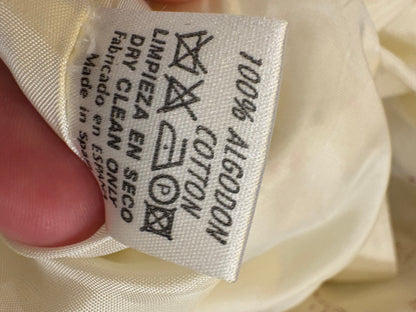 100% ALGODON
COTTON
LIMPIEZA EN SECO
DRY CLEAN ONLY
Fabricado en ESPAÑA
Made in